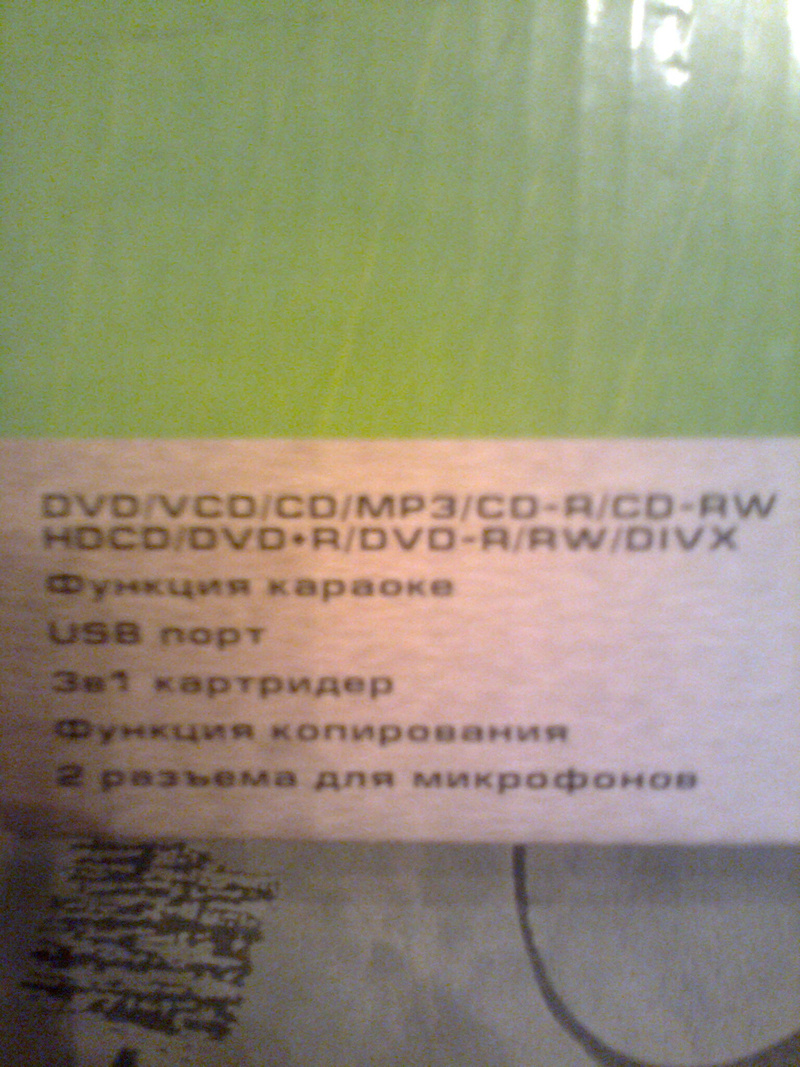 DVD/VCD/CD/MP3/CD-R/CD-RW
HDCD/DVD+R/DVD-R/RW/DIVX
Функция караоке
USB порт
3в1 картридер
Функция копирования
2 разъема для микрофонов